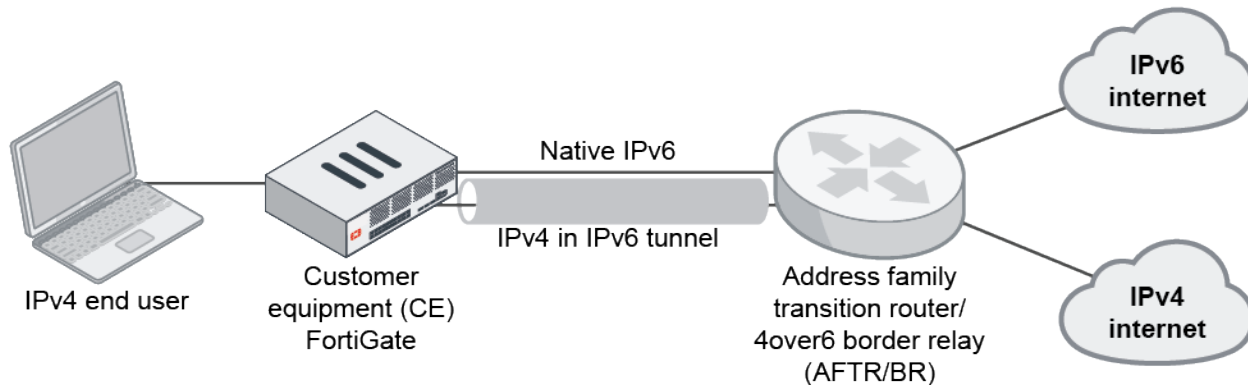 IPv6
internet
Native IPv6
IPv4 in IPv6 tunnel
IPv4 end user
Customer
equipment (CE)
FortiGate
Address family
transition router/
4over6 border relay
(AFTR/BR)
IPv4
internet